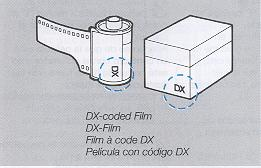 DX
DX
DX-coded Film
DX-Film
Film à code DX
Película con código DX